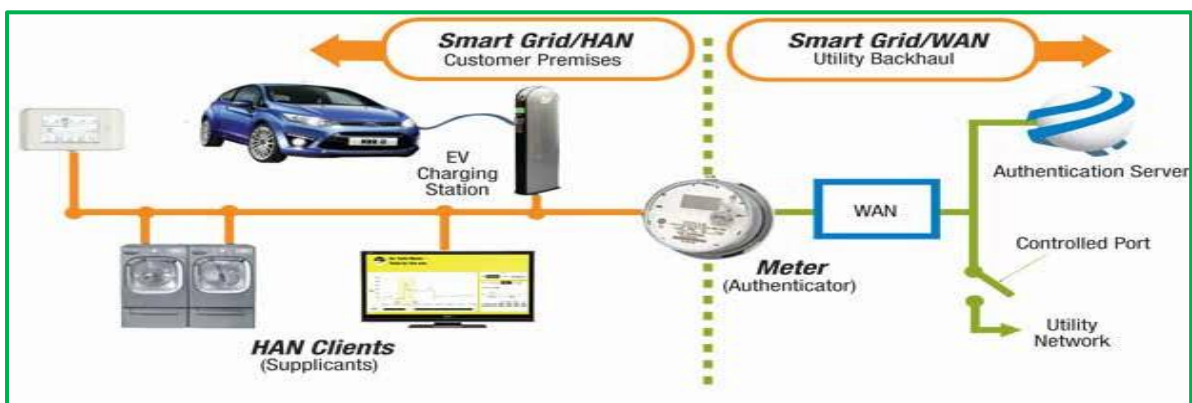 Smart Grid/HAN
Customer Premises
Smart Grid/WAN
Utility Backhaul
EV
Charging
Station
WAN
Authentication Server
Controlled Port
Meter
(Authenticator)
Utility
Network
HAN Clients
(Supplicants)